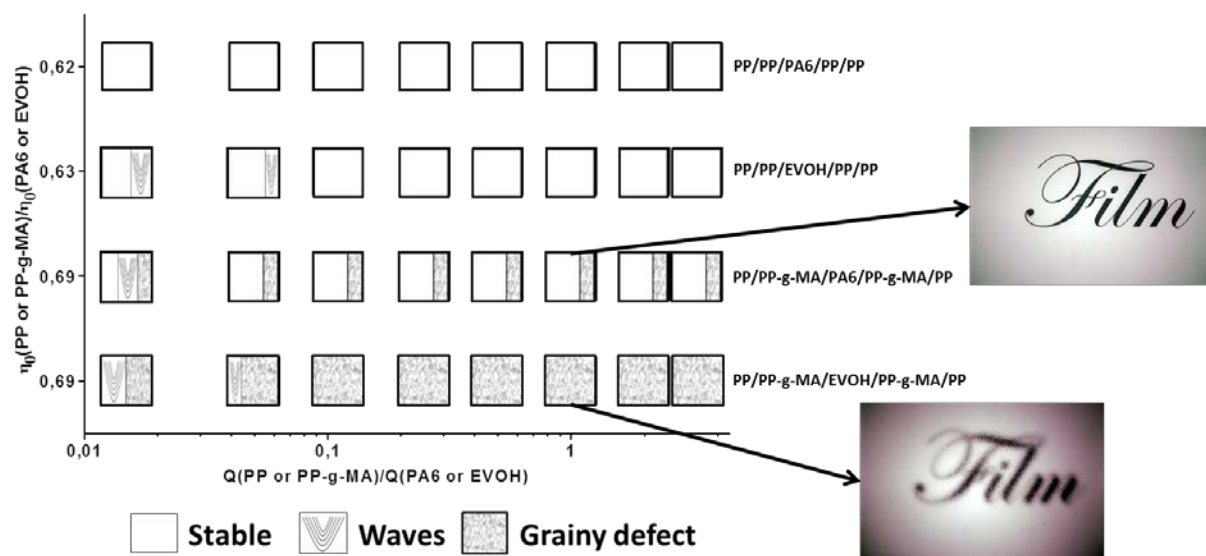 η₀(PP or PP-g-MA)/η₀(PA6 or EVOH)
0,62
PP/PP/PA6/PP/PP
0,63
PP/PP/EVOH/PP/PP
Film
0,69
PP/PP-g-MA/PA6/PP-g-MA/PP
0,69
PP/PP-g-MA/EVOH/PP-g-MA/PP
Film
0,01
0,1
1
Q(PP or PP-g-MA)/Q(PA6 or EVOH)
Stable
Waves
Grainy defect